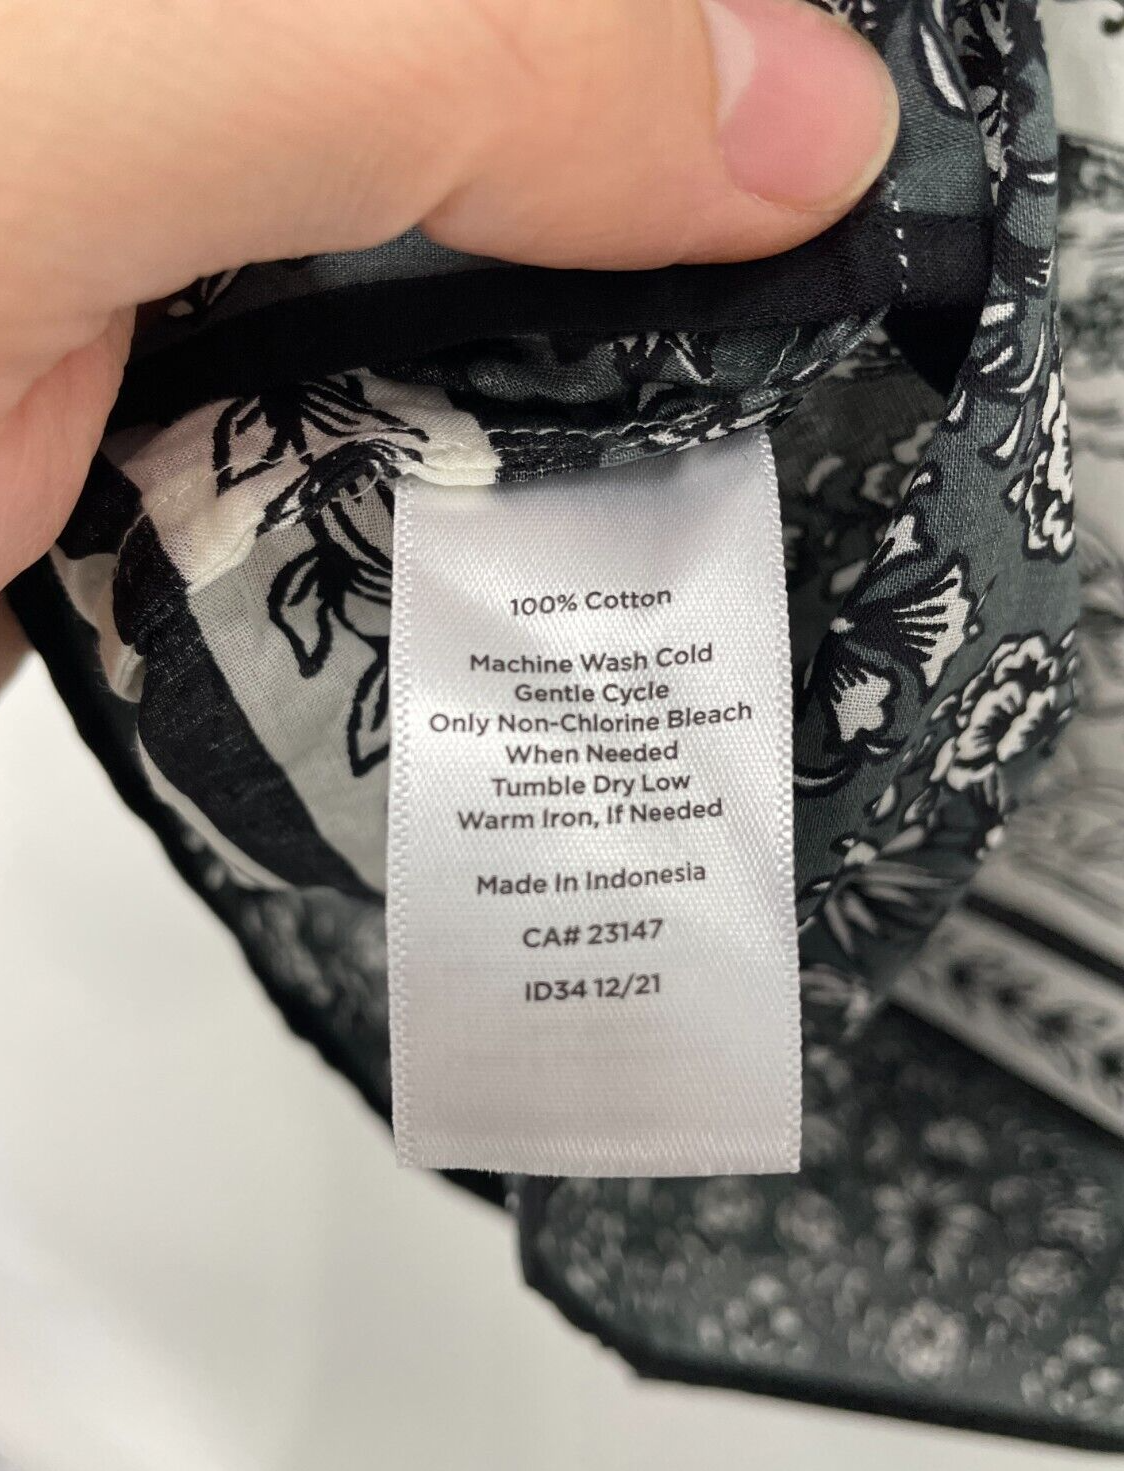 100% Cotton
Machine Wash Cold
Gentle Cycle
Only Non-Chlorine Bleach
When Needed
Tumble Dry Low
Warm Iron, If Needed
Made In Indonesia
CA# 23147
ID34 12/21